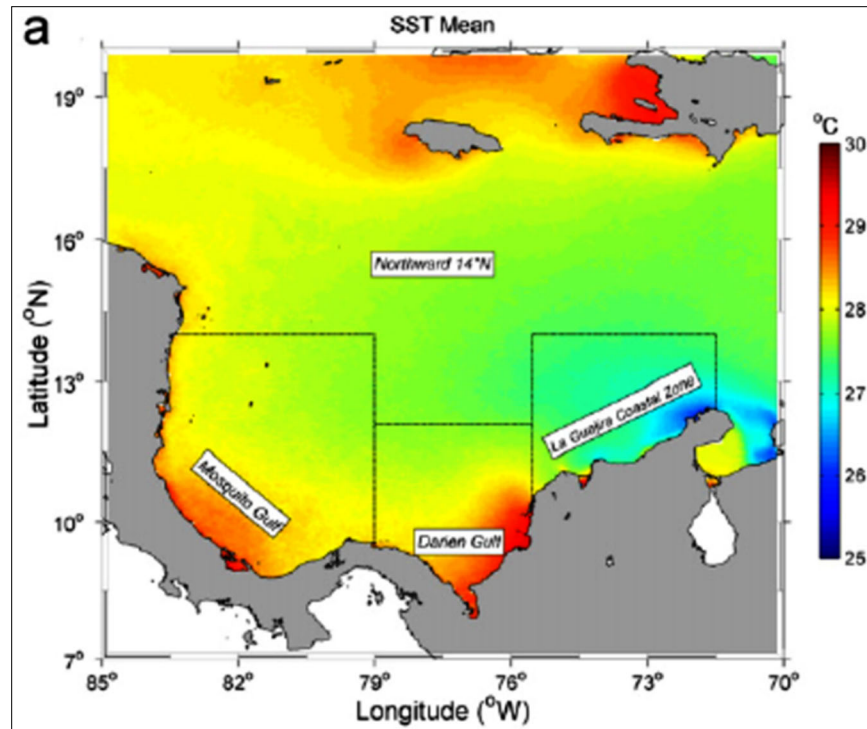 a
SST Mean
19°
16°
13°
10°
7°
Latitude (°N)
85°
82°
79°
76°
73°
70°
Longitude (°W)
Northward 14°N
La Guajira Coastal Zone
Mosquito Gulf
Darien Gulf
°C
30
29
28
27
26
25